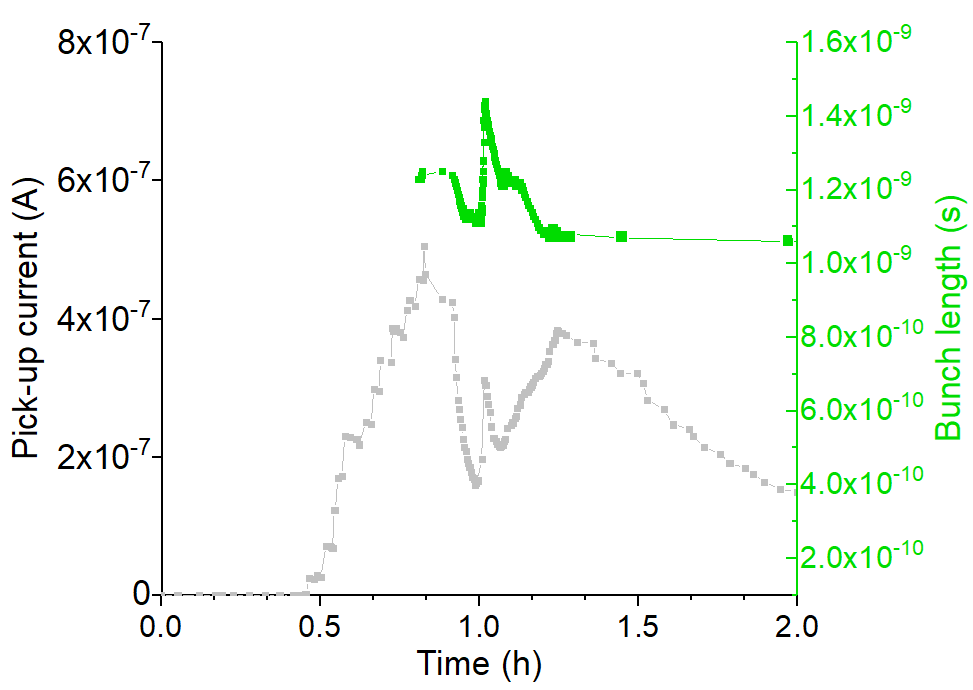 8x10⁻⁷
6x10⁻⁷
4x10⁻⁷
2x10⁻⁷
0
Pick-up current (A)
0.0 0.5 1.0 1.5 2.0
Time (h)
1.6x10⁻⁹
1.4x10⁻⁹
1.2x10⁻⁹
1.0x10⁻⁹
8.0x10⁻¹⁰
6.0x10⁻¹⁰
4.0x10⁻¹⁰
2.0x10⁻¹⁰
Bunch length (s)